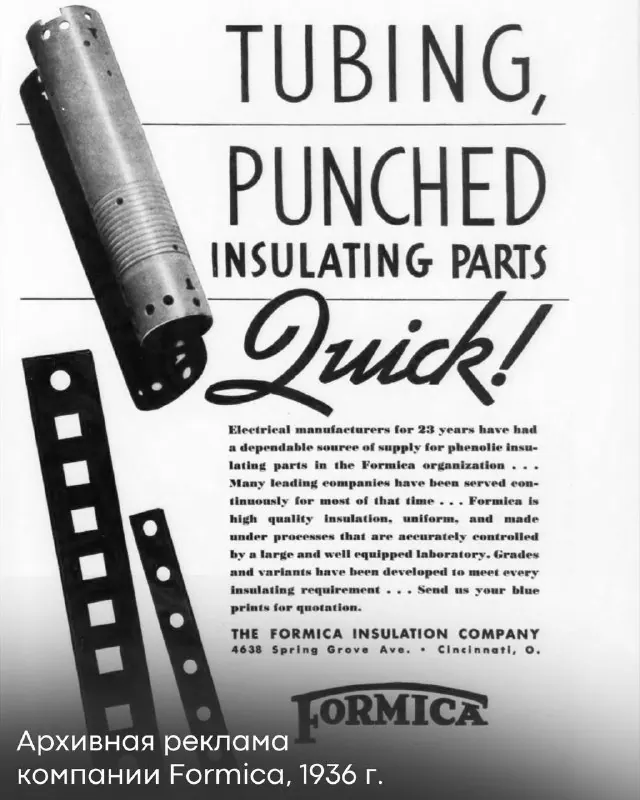 TUBING,
PUNCHED
INSULATING PARTS
Quick!
Electrical manufacturers for 23 years have had
a dependable source of supply for phenolic insu-
lating parts in the Formica organization . . .
Many leading companies have been served con-
tinuously for most of that time . . . Formica is
high quality insulation, uniform, and made
under processes that are accurately controlled
by a large and well equipped laboratory. Grades
and variants have been developed to meet every
insulating requirement . . . Send us your blue
prints for quotation.
THE FORMICA INSULATION COMPANY
4638 Spring Grove Ave. • Cincinnati, O.
FORMICA
Архивная реклама
компании Formica, 1936 г.